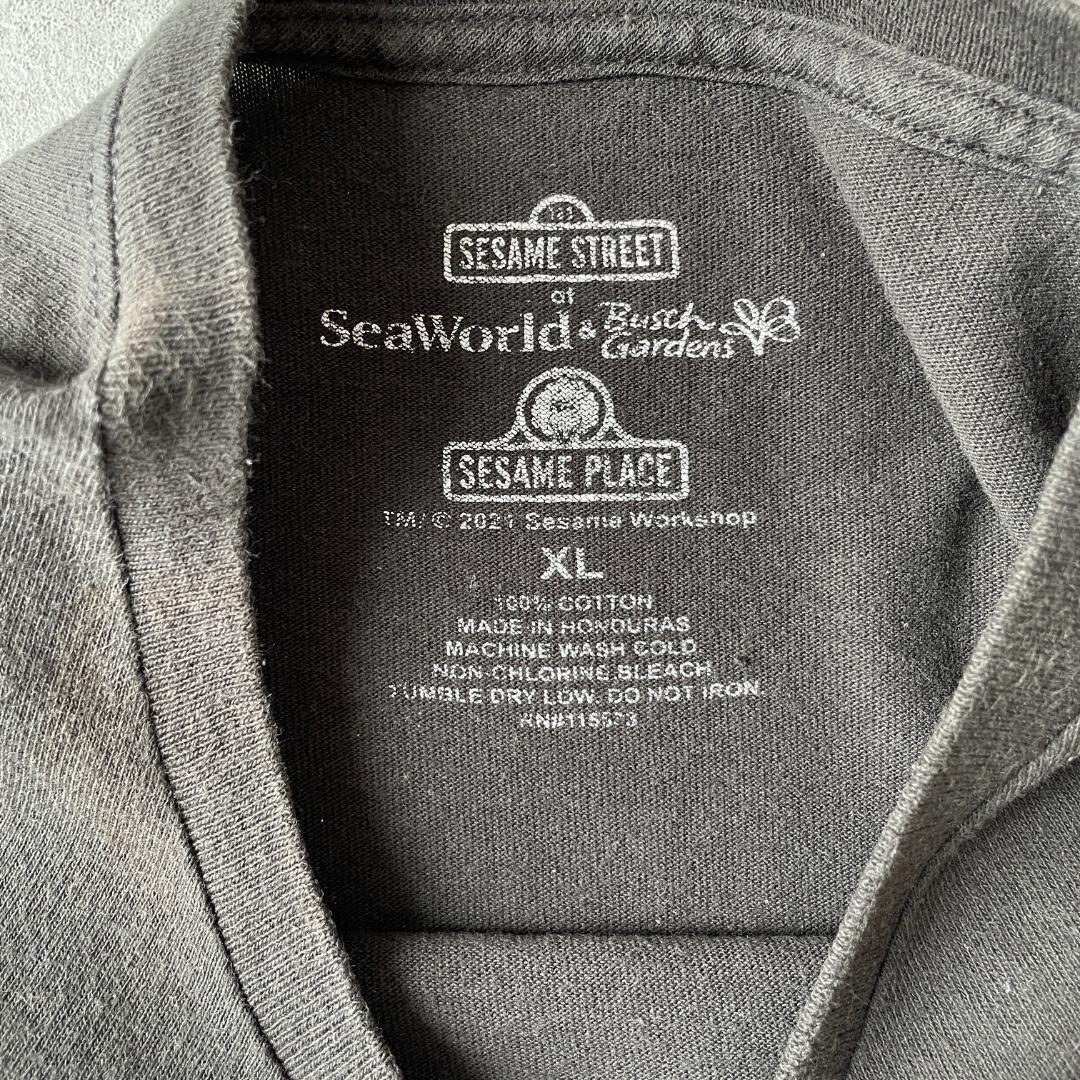 123
SESAME STREET
at
SeaWorld & Busch Gardens
SESAME PLACE
TM/ © 2021 Sesame Workshop
XL
100% COTTON
MADE IN HONDURAS
MACHINE WASH COLD
NON-CHLORINE BLEACH
TUMBLE DRY LOW. DO NOT IRON